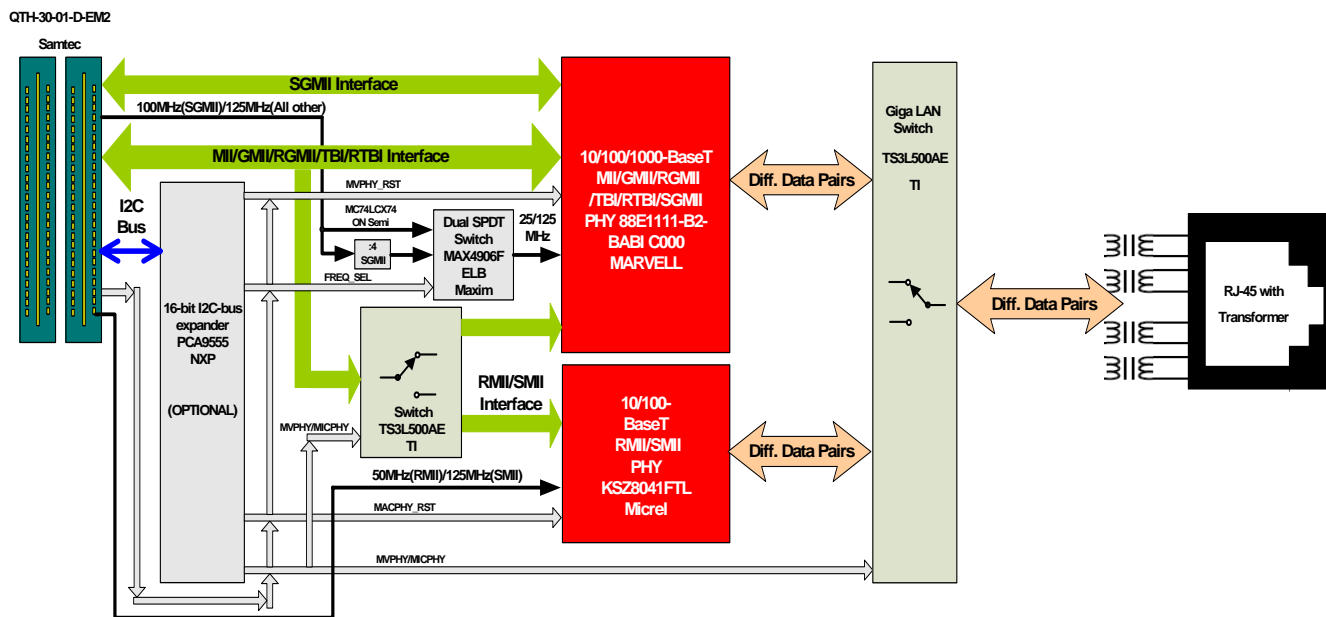 QTH-30-01-D-EM2
Samtec
SGMII Interface
100MHz(SGMII)/125MHz(All other)
MII/GMII/RGMII/TBI/RTBI Interface
I2C
Bus
16-bit I2C-bus
expander
PCA9555
NXP
(OPTIONAL)
MVPHY_RST
MC74LCX74
ON Semi
:4
SGMII
FREQ_SEL
Dual SPDT
Switch
MAX4906F
ELB
Maxim
25/125
MHz
10/100/1000-BaseT
MII/GMII/RGMII
/TBI/RTBI/SGMII
PHY 88E1111-B2-
BABI C000
MARVELL
Switch
TS3L500AE
TI
MVPHY/MICPHY
RMII/SMII
Interface
50MHz(RMII)/125MHz(SMII)
MACPHY_RST
MVPHY/MICPHY
10/100-
BaseT
RMII/SMII
PHY
KSZ8041FTL
Micrel
Diff. Data Pairs
Diff. Data Pairs
Giga LAN
Switch
TS3L500AE
TI
Diff. Data Pairs
RJ-45 with
Transformer